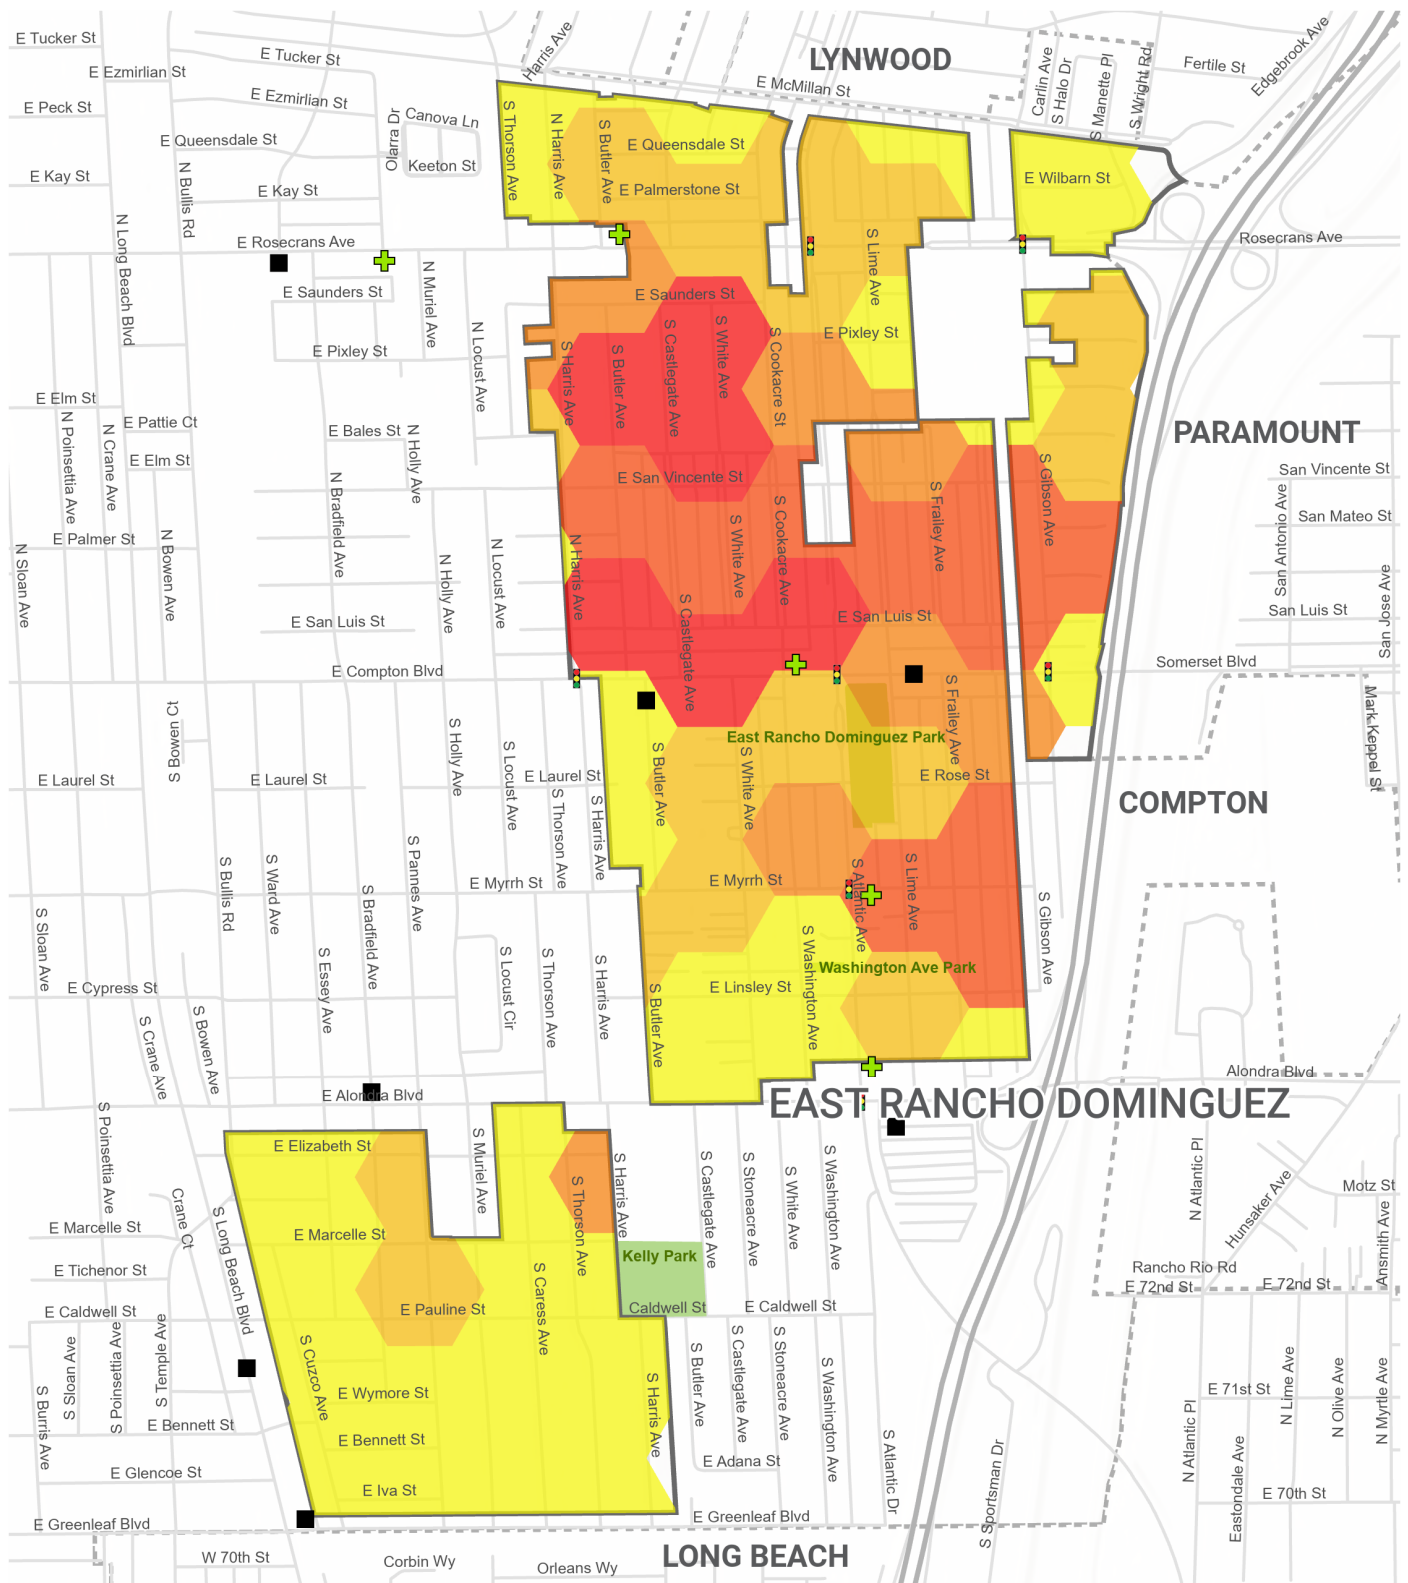 LYNWOOD
E Tucker St
E Tucker St
Harris Ave
Edgebrook Ave
Fertile St
Carlin Ave
S Halo Dr
S Manette Pl
S Wright Rd
E Ezmirlian St
E McMillan St
E Ezmirlian St
E Peck St
Canova Ln
Olanda Dr
S Thorson Ave
N Harris Ave
S Butler Ave
E Queensdale St
E Queensdale St
Keeton St
E Kay St
E Kay St
N Bullis Rd
E Palmerstone St
E Wilbarn St
N Long Beach Blvd
E Rosecrans Ave
Rosecrans Ave
S Lime Ave
N Muriel Ave
E Saunders St
E Saunders St
N Locust Ave
E Pixley St
E Pixley St
S Harris Ave
S Butler Ave
S Castlegate Ave
S White Ave
S Cookacre St
E Elm St
E Pattie Ct
E Bales St
E Elm St
N Poinsettia Ave
N Crane Ave
N Holly Ave
N Bradfield Ave
PARAMOUNT
San Vincente St
E San Vincente St
S Frailey Ave
S Gibson Ave
San Antonio Ave
San Mateo St
E Palmer St
N Sloan Ave
N Bowen Ave
N Holly Ave
N Locust Ave
N Harris Ave
S White Ave
S Cookacre Ave
San Luis St
San Jose Ave
E San Luis St
E San Luis St
S Castlegate Ave
E Compton Blvd
Somerset Blvd
Mark Keppel St
S Bowen Ct
S Holly Ave
S Locust Ave
S Frailey Ave
East Rancho Dominguez Park
S Butler Ave
S White Ave
E Laurel St
E Laurel St
E Laurel St
E Rose St
S Thorson Ave
S Harris Ave
COMPTON
S Bullis Rd
S Ward Ave
S Pannes Ave
S Bradfield Ave
E Myrrh St
E Myrrh St
S Atlantic Ave
S Lime Ave
S Gibson Ave
S Sloan Ave
S Essey Ave
S Locust Cir
S Thorson Ave
S Harris Ave
S Washington Ave
Washington Ave Park
E Cypress St
E Linsley St
S Butler Ave
S Crane Ave
S Bowen Ave
Alondra Blvd
E Alondra Blvd
EAST RANCHO DOMINGUEZ
S Poinsettia Ave
E Elizabeth St
S Muriel Ave
S Harris Ave
S Thorson Ave
S Castlegate Ave
S Stoneacre Ave
S White Ave
S Washington Ave
N Atlantic Pl
Hunsaker Ave
Motz St
Ansmith Ave
Crane Ct
S Long Beach Blvd
E Marcelle St
E Marcelle St
Kelly Park
Rancho Rio Rd
E Tichenor St
E 72nd St
E 72nd St
E Caldwell St
E Pauline St
S Caress Ave
Caldwell St
E Caldwell St
S Burris Ave
S Sloan Ave
S Poinsettia Ave
S Temple Ave
S Cuzco Ave
E Wymore St
S Harris Ave
S Butler Ave
S Castlegate Ave
S Stoneacre Ave
S Washington Ave
E 71st St
N Lime Ave
N Olive Ave
N Myrtle Ave
N Atlantic Pl
E Bennett St
E Bennett St
E Adana St
S Atlantic Dr
S Sportsman Dr
Eastondale Ave
E Glencoe St
E Iva St
E 70th St
E Greenleaf Blvd
E Greenleaf Blvd
W 70th St
Corbin Wy
Orleans Wy
LONG BEACH